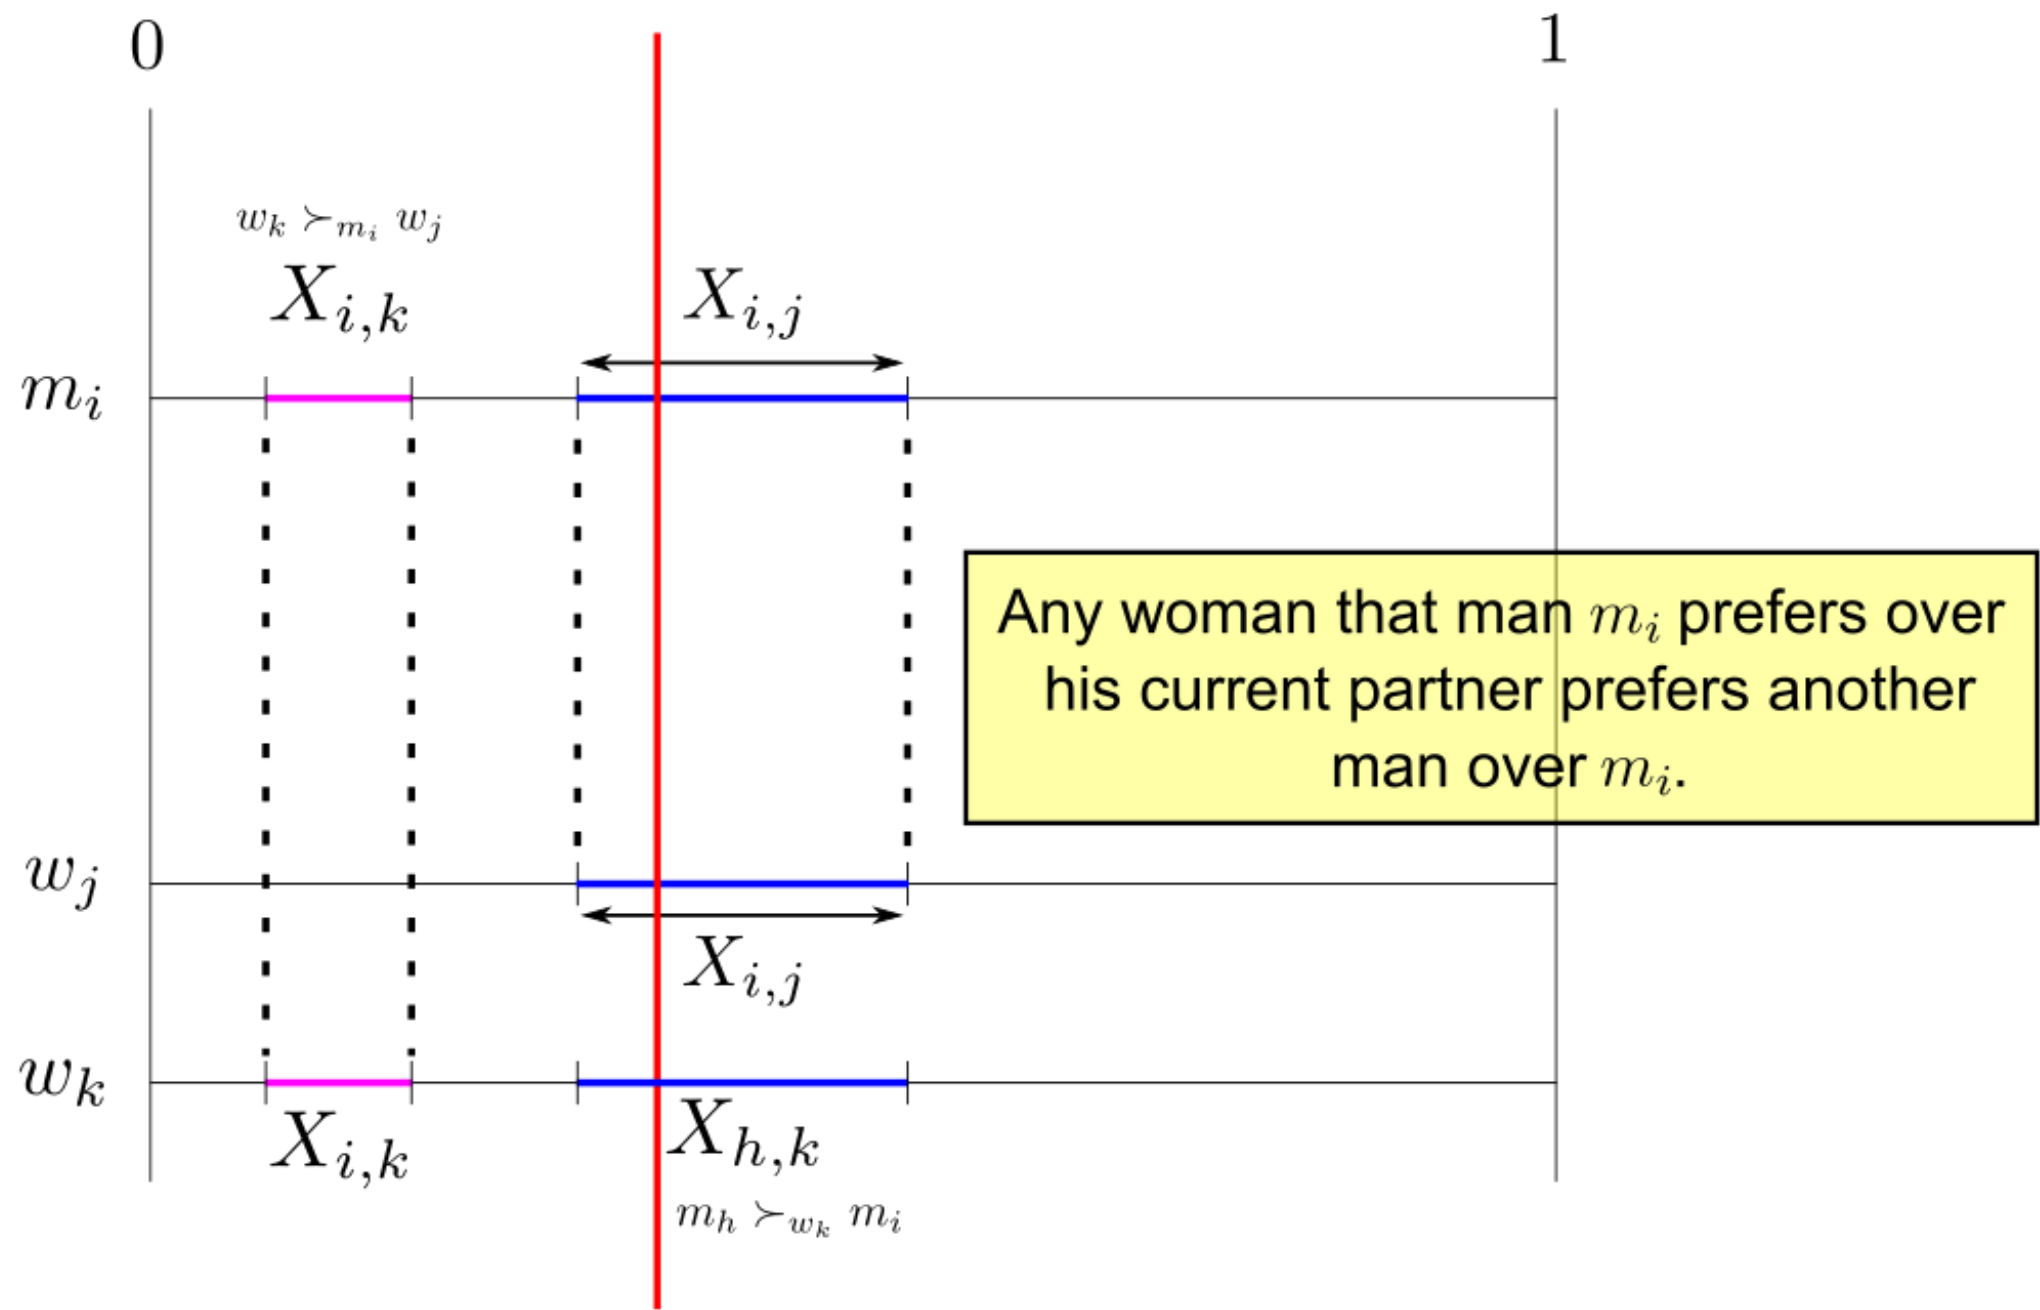 0 1
w_k ≻_{m_i} w_j
X_{i,k} X_{i,j}
m_i
Any woman that man m_i prefers over
his current partner prefers another
man over m_i.
w_j
X_{i,j}
w_k
X_{i,k} X_{h,k}
m_h ≻_{w_k} m_i